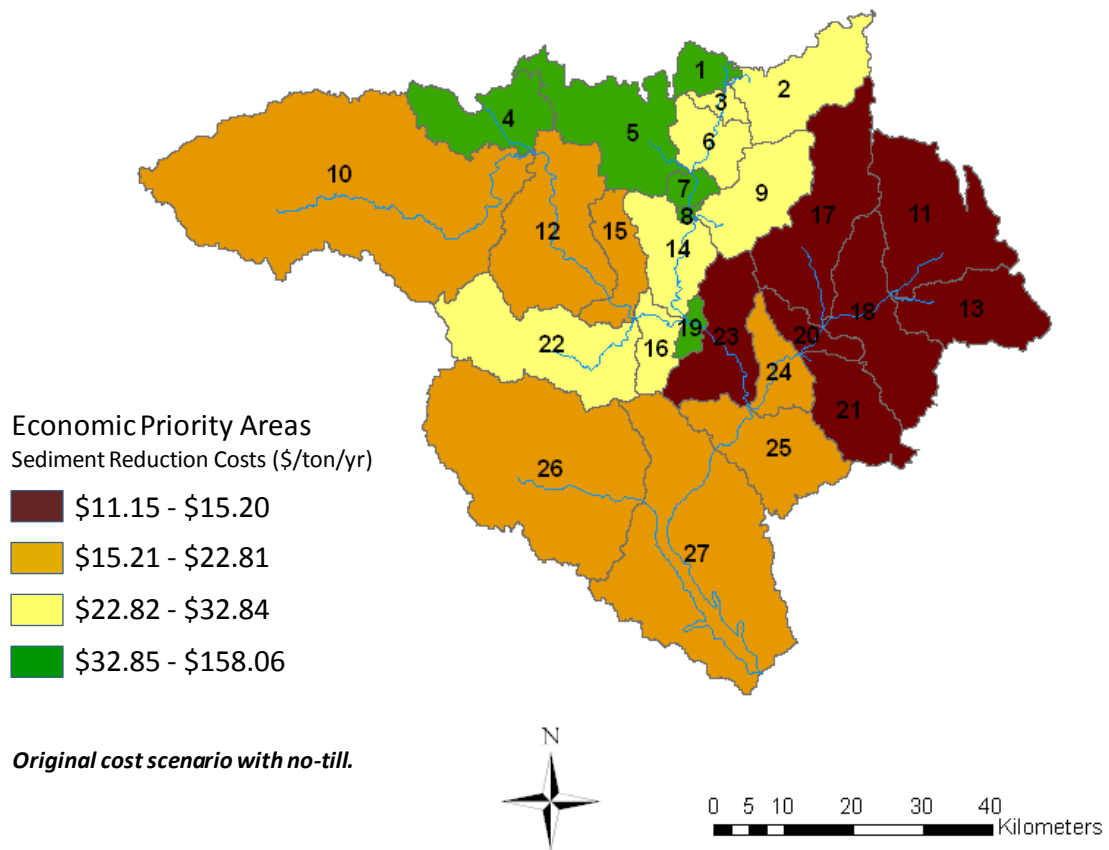 1
2
3
4
5
6
7
8
9
10
11
12
13
14
15
16
17
18
19
20
21
22
23
24
25
26
27
Economic Priority Areas
Sediment Reduction Costs ($/ton/yr)
$11.15 - $15.20
$15.21 - $22.81
$22.82 - $32.84
$32.85 - $158.06
Original cost scenario with no-till.
N
0 5 10 20 30 40
Kilometers